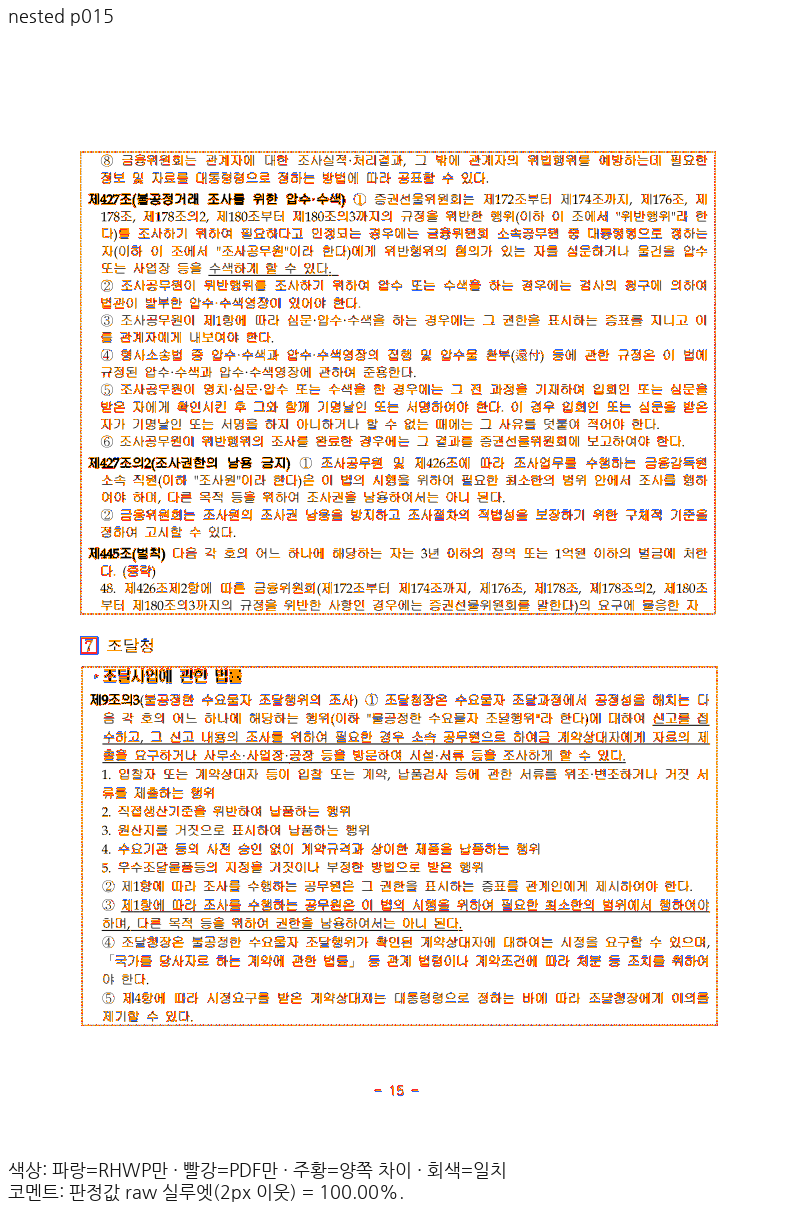 nested p015
⑧ 금융위원회는 관계자에 대한 조사실적·처리결과, 그 밖에 관계자의 위법행위를 예방하는데 필요한
정보 및 자료를 대통령령으로 정하는 방법에 따라 공표할 수 있다.
제427조(불공정거래 조사를 위한 압수·수색) ① 증권선물위원회는 제172조부터 제174조까지, 제176조, 제
178조, 제178조의2, 제180조부터 제180조의3까지의 규정을 위반한 행위(이하 이 조에서 "위반행위"라 한
다)를 조사하기 위하여 필요하다고 인정되는 경우에는 금융위원회 소속공무원 중 대통령령으로 정하는
자(이하 이 조에서 "조사공무원"이라 한다)에게 위반행위의 혐의가 있는 자를 심문하거나 물건을 압수
또는 사업장 등을 수색하게 할 수 있다.
② 조사공무원이 위반행위를 조사하기 위하여 압수 또는 수색을 하는 경우에는 검사의 청구에 의하여
법관이 발부한 압수·수색영장이 있어야 한다.
③ 조사공무원이 제1항에 따라 심문·압수·수색을 하는 경우에는 그 권한을 표시하는 증표를 지니고 이
를 관계자에게 내보여야 한다.
④ 형사소송법 중 압수·수색과 압수·수색영장의 집행 및 압수물 환부(還付) 등에 관한 규정은 이 법에
규정된 압수·수색과 압수·수색영장에 관하여 준용한다.
⑤ 조사공무원이 영치·심문·압수 또는 수색을 한 경우에는 그 전 과정을 기재하여 입회인 또는 심문을
받은 자에게 확인시킨 후 그와 함께 기명날인 또는 서명하여야 한다. 이 경우 입회인 또는 심문을 받은
자가 기명날인 또는 서명을 하지 아니하거나 할 수 없는 때에는 그 사유를 덧붙여 적어야 한다.
⑥ 조사공무원이 위반행위의 조사를 완료한 경우에는 그 결과를 증권선물위원회에 보고하여야 한다.
제427조의2(조사권한의 남용 금지) ① 조사공무원 및 제426조에 따라 조사업무를 수행하는 금융감독원
소속 직원(이하 "조사원"이라 한다)은 이 법의 시행을 위하여 필요한 최소한의 범위 안에서 조사를 행하
여야 하며, 다른 목적 등을 위하여 조사권을 남용하여서는 아니 된다.
② 금융위원회는 조사원의 조사권 남용을 방지하고 조사절차의 적법성을 보장하기 위한 구체적 기준을
정하여 고시할 수 있다.
제445조(벌칙) 다음 각 호의 어느 하나에 해당하는 자는 3년 이하의 징역 또는 1억원 이하의 벌금에 처한
다. (중략)
48. 제426조제2항에 따른 금융위원회(제172조부터 제174조까지, 제176조, 제178조, 제178조의2, 제180조
부터 제180조의3까지의 규정을 위반한 사항인 경우에는 증권선물위원회를 말한다)의 요구에 불응한 자
7 조달청
조달사업에 관한 법률
제9조의3(불공정한 수요물자 조달행위의 조사) ① 조달청장은 수요물자 조달과정에서 공정성을 해치는 다
음 각 호의 어느 하나에 해당하는 행위(이하 "불공정한 수요물자 조달행위"라 한다)에 대하여 신고를 접
수하고, 그 신고 내용의 조사를 위하여 필요한 경우 소속 공무원으로 하여금 계약상대자에게 자료의 제
출을 요구하거나 사무소·사업장·공장 등을 방문하여 시설·서류 등을 조사하게 할 수 있다.
1. 입찰자 또는 계약상대자 등이 입찰 또는 계약, 납품검사 등에 관한 서류를 위조·변조하거나 거짓 서
류를 제출하는 행위
2. 직접생산기준을 위반하여 납품하는 행위
3. 원산지를 거짓으로 표시하여 납품하는 행위
4. 수요기관 등의 사전 승인 없이 계약규격과 상이한 제품을 납품하는 행위
5. 우수조달물품등의 지정을 거짓이나 부정한 방법으로 받은 행위
② 제1항에 따라 조사를 수행하는 공무원은 그 권한을 표시하는 증표를 관계인에게 제시하여야 한다.
③ 제1항에 따라 조사를 수행하는 공무원은 이 법의 시행을 위하여 필요한 최소한의 범위에서 행하여야
하며, 다른 목적 등을 위하여 권한을 남용하여서는 아니 된다.
④ 조달청장은 불공정한 수요물자 조달행위가 확인된 계약상대자에 대하여는 시정을 요구할 수 있으며,
「국가를 당사자로 하는 계약에 관한 법률」 등 관계 법령이나 계약조건에 따라 처분 등 조치를 취하여
야 한다.
⑤ 제4항에 따라 시정요구를 받은 계약상대자는 대통령령으로 정하는 바에 따라 조달청장에게 이의를
제기할 수 있다.
- 15 -
색상: 파랑=RHWP만 · 빨강=PDF만 · 주황=양쪽 차이 · 회색=일치
코멘트: 판정값 raw 실루엣(2px 이웃) = 100.00%.